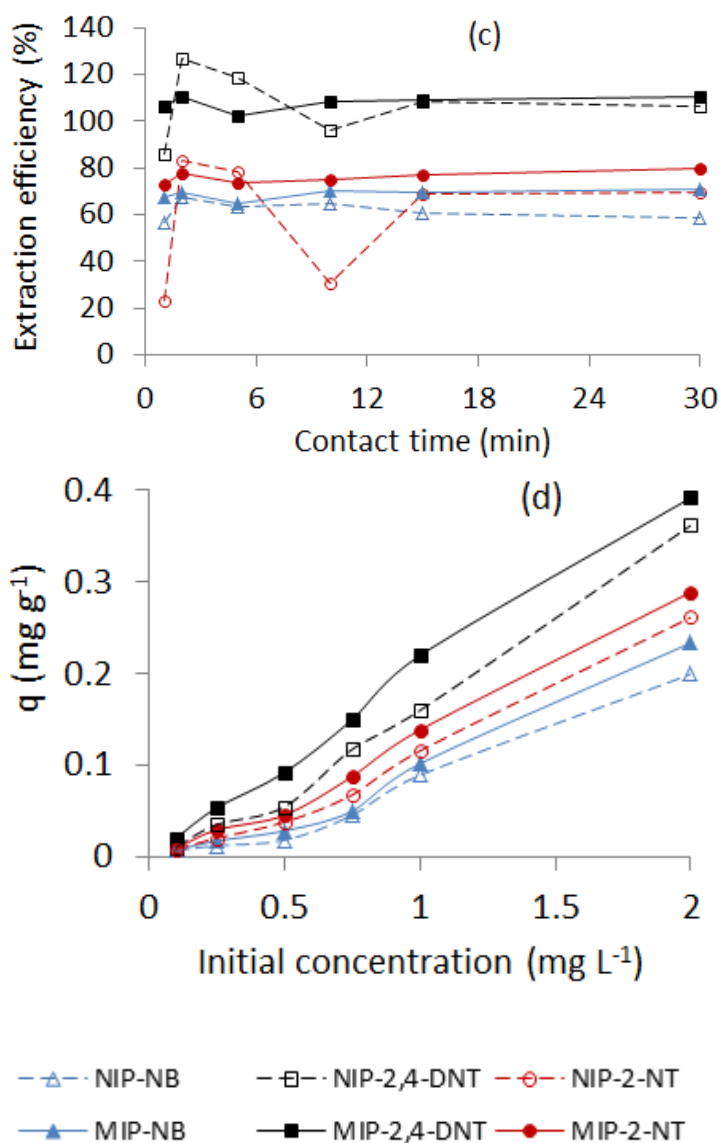 (c)
Extraction efficiency (%)
140
120
100
80
60
40
20
0
0 6 12 18 24 30
Contact time (min)
(d)
q (mg g⁻¹)
0.4
0.3
0.2
0.1
0
0 0.5 1 1.5 2
Initial concentration (mg L⁻¹)
NIP-NB NIP-2,4-DNT NIP-2-NT
MIP-NB MIP-2,4-DNT MIP-2-NT